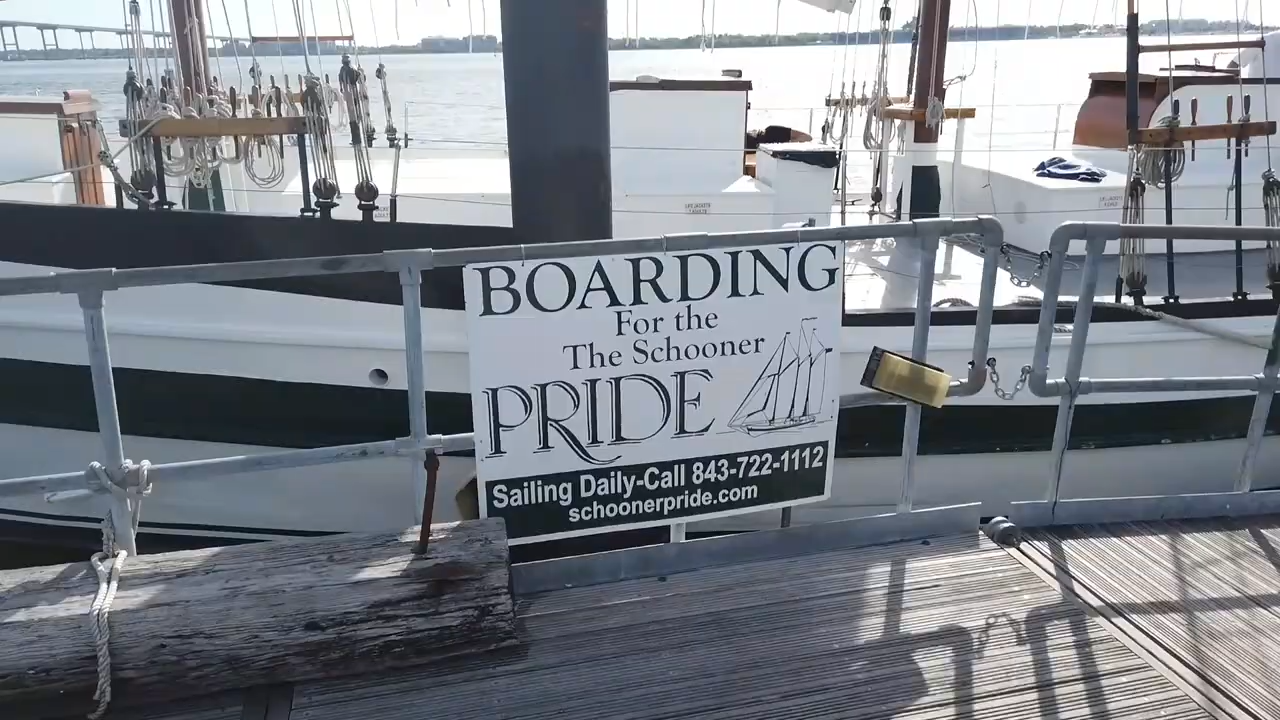 BOARDING
For the
The Schooner
PRIDE
Sailing Daily-Call 843-722-1112
schoonerpride.com